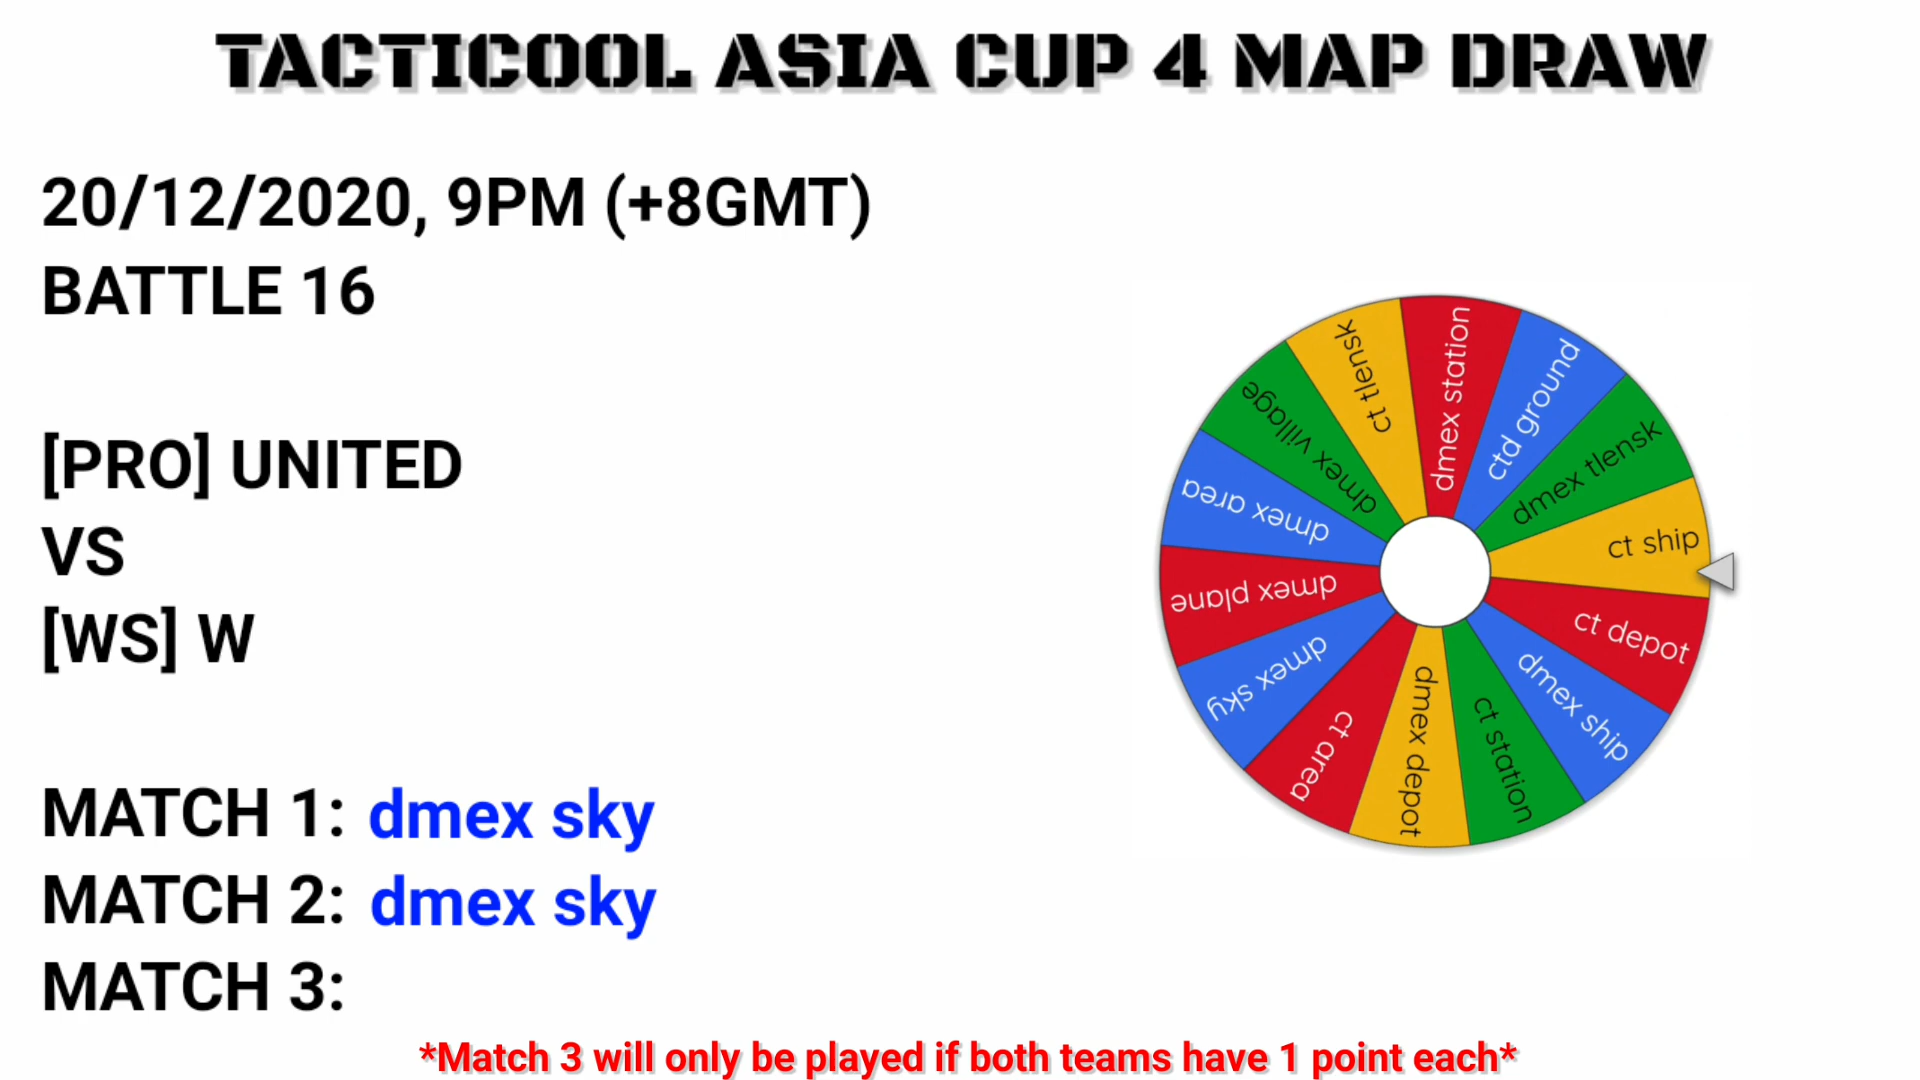 TACTICOOL ASIA CUP 4 MAP DRAW
20/12/2020, 9PM (+8GMT)
BATTLE 16
[PRO] UNITED
VS
[WS] W
MATCH 1: dmex sky
MATCH 2: dmex sky
MATCH 3:
dmex station
ctd ground
dmex tlensk
ct ship
ct depot
dmex ship
ct station
dmex depot
ct area
dmex sky
dmex plane
dmex area
dmex village
ct tlensk
*Match 3 will only be played if both teams have 1 point each*